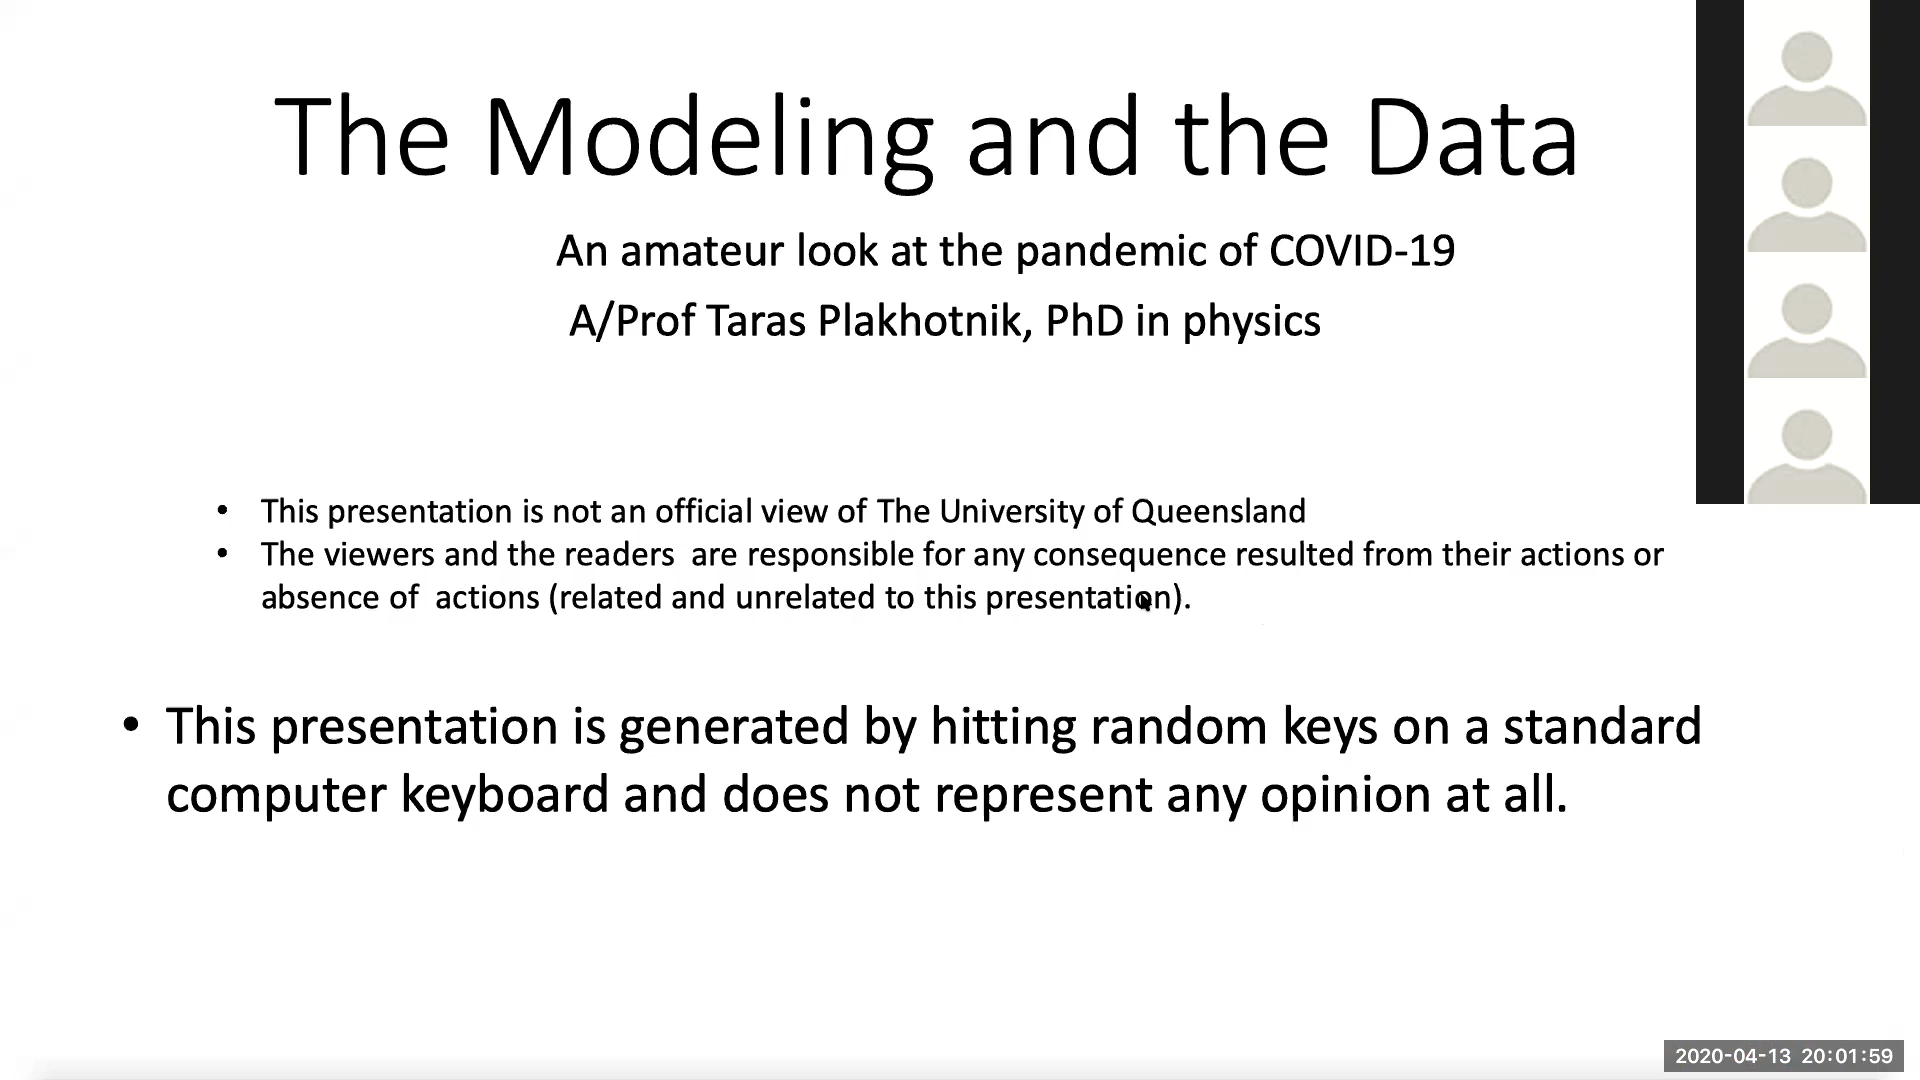 The Modeling and the Data
An amateur look at the pandemic of COVID-19
A/Prof Taras Plakhotnik, PhD in physics
• This presentation is not an official view of The University of Queensland
• The viewers and the readers are responsible for any consequence resulted from their actions or
absence of actions (related and unrelated to this presentation).
• This presentation is generated by hitting random keys on a standard
computer keyboard and does not represent any opinion at all.
2020-04-13 20:01:59